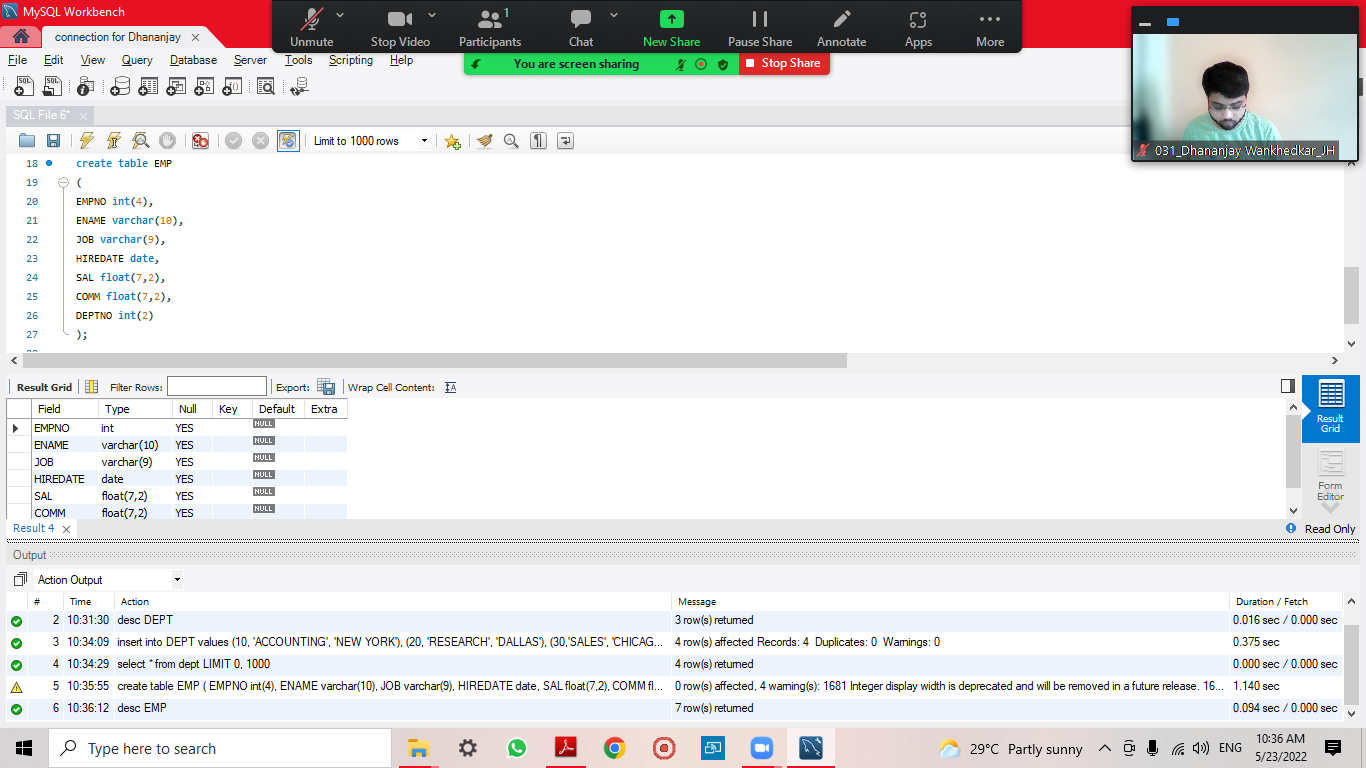 MySQL Workbench
connection for Dhananjay
Unmute
Stop Video
1
Participants
Chat
New Share
Pause Share
Annotate
Apps
More
You are screen sharing
Stop Share
031_Dhananjay Wankhedkar_JH
File Edit View Query Database Server Tools Scripting Help
SQL File 6*
Limit to 1000 rows
18 create table EMP
19 (
20 EMPNO int(4),
21 ENAME varchar(10),
22 JOB varchar(9),
23 HIREDATE date,
24 SAL float(7,2),
25 COMM float(7,2),
26 DEPTNO int(2)
27 );
Result Grid Filter Rows: Export: Wrap Cell Content:
Field Type Null Key Default Extra
EMPNO int YES NULL
ENAME varchar(10) YES NULL
JOB varchar(9) YES NULL
HIREDATE date YES NULL
SAL float(7,2) YES NULL
COMM float(7,2) YES NULL
Result Grid
Form Editor
Result 4
Read Only
Output
Action Output
# Time Action Message Duration / Fetch
2 10:31:30 desc DEPT 3 row(s) returned 0.016 sec / 0.000 sec
3 10:34:09 insert into DEPT values (10, 'ACCOUNTING', 'NEW YORK'), (20, 'RESEARCH', 'DALLAS'), (30,'SALES', 'CHICAG... 4 row(s) affected Records: 4 Duplicates: 0 Warnings: 0 0.375 sec
4 10:34:29 select * from dept LIMIT 0, 1000 4 row(s) returned 0.000 sec / 0.000 sec
5 10:35:55 create table EMP ( EMPNO int(4), ENAME varchar(10), JOB varchar(9), HIREDATE date, SAL float(7,2), COMM fl... 0 row(s) affected, 4 warning(s): 1681 Integer display width is deprecated and will be removed in a future release. 16... 1.140 sec
6 10:36:12 desc EMP 7 row(s) returned 0.094 sec / 0.000 sec
Type here to search
29°C Partly sunny
ENG
10:36 AM
5/23/2022